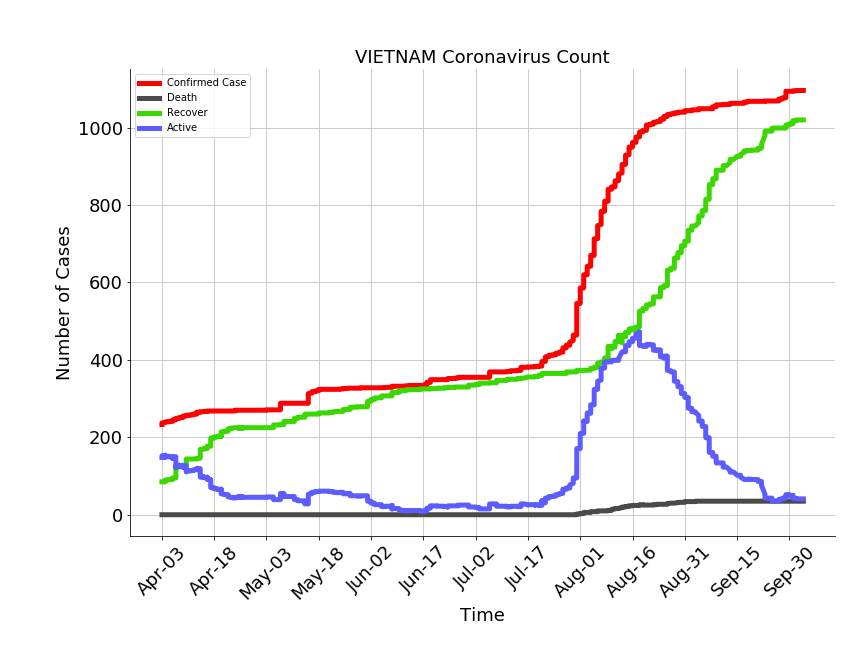 VIETNAM Coronavirus Count
Confirmed Case
Death
Recover
Active
Number of Cases
1000
800
600
400
200
0
Apr-03
Apr-18
May-03
May-18
Jun-02
Jun-17
Jul-02
Jul-17
Aug-01
Aug-16
Aug-31
Sep-15
Sep-30
Time